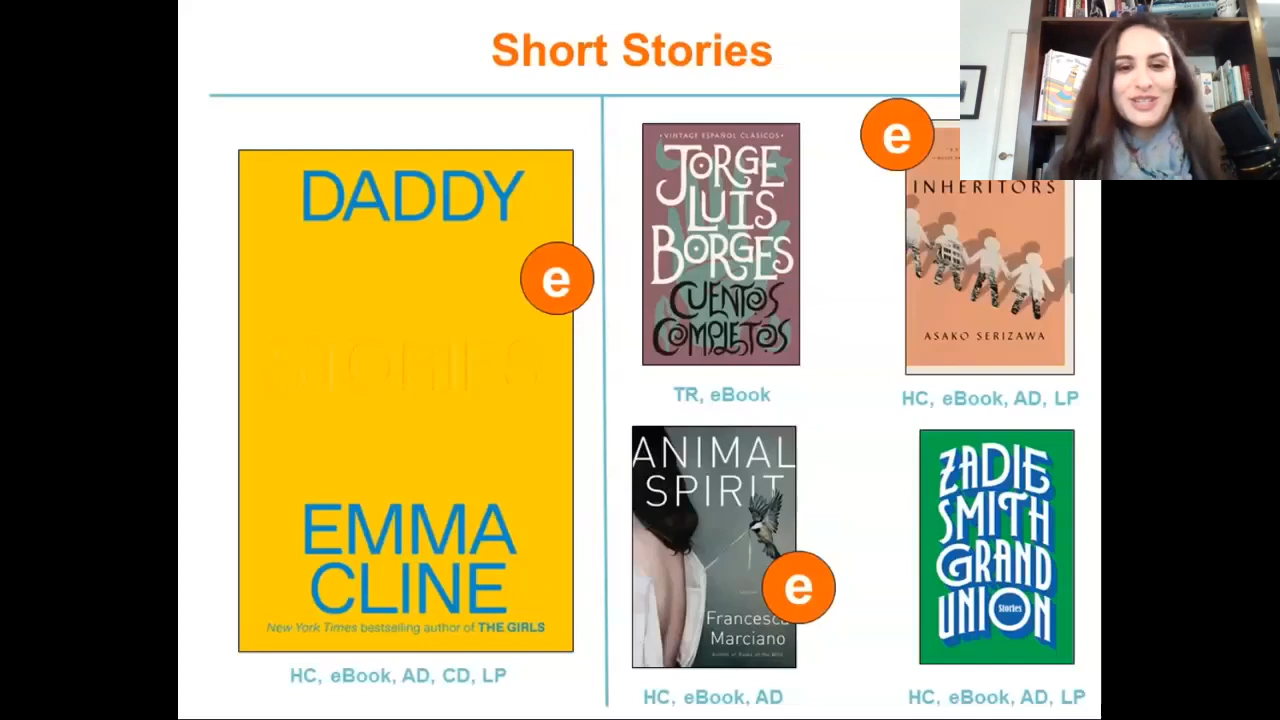 Short Stories
DADDY
e
STORIES
EMMA
CLINE
New York Times bestselling author of THE GIRLS
HC, eBook, AD, CD, LP
• VINTAGE ESPAÑOL CLÁSICOS •
JORGE
LUIS
BORGES
CUENTOS
COMPLETOS
TR, eBook
e
INHERITORS
ASAKO SERIZAWA
HC, eBook, AD, LP
ANIMAL
SPIRIT
e
Francesca
Marciano
HC, eBook, AD
ZADIE
SMITH
GRAND
UNION
Stories
HC, eBook, AD, LP